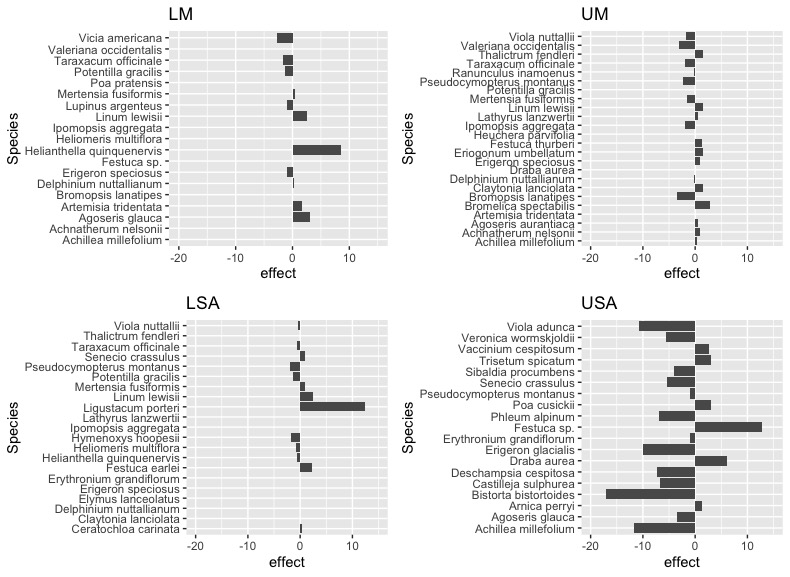 LM
Species
Vicia americana
Valeriana occidentalis
Taraxacum officinale
Potentilla gracilis
Poa pratensis
Mertensia fusiformis
Lupinus argenteus
Linum lewisii
Ipomopsis aggregata
Heliomeris multiflora
Helianthella quinquenervis
Festuca sp.
Erigeron speciosus
Delphinium nuttallianum
Bromopsis lanatipes
Artemisia tridentata
Agoseris glauca
Achnatherum nelsonii
Achillea millefolium
-20 -10 0 10
effect
UM
Species
Viola nuttallii
Valeriana occidentalis
Thalictrum fendleri
Taraxacum officinale
Ranunculus inamoenus
Pseudocymopterus montanus
Potentilla gracilis
Mertensia fusiformis
Linum lewisii
Lathyrus lanzwertii
Ipomopsis aggregata
Heuchera parvifolia
Festuca thurberi
Eriogonum umbellatum
Erigeron speciosus
Draba aurea
Delphinium nuttallianum
Claytonia lanciolata
Bromopsis lanatipes
Bromelica spectabilis
Artemisia tridentata
Agoseris aurantiaca
Achnatherum nelsonii
Achillea millefolium
-20 -10 0 10
effect
LSA
Species
Viola nuttallii
Thalictrum fendleri
Taraxacum officinale
Senecio crassulus
Pseudocymopterus montanus
Potentilla gracilis
Mertensia fusiformis
Linum lewisii
Ligustacum porteri
Lathyrus lanzwertii
Ipomopsis aggregata
Hymenoxys hoopesii
Heliomeris multiflora
Helianthella quinquenervis
Festuca earlei
Erythronium grandiflorum
Erigeron speciosus
Elymus lanceolatus
Delphinium nuttallianum
Claytonia lanciolata
Ceratochloa carinata
-20 -10 0 10
effect
USA
Species
Viola adunca
Veronica wormskjoldii
Vaccinium cespitosum
Trisetum spicatum
Sibaldia procumbens
Senecio crassulus
Pseudocymopterus montanus
Poa cusickii
Phleum alpinum
Festuca sp.
Erythronium grandiflorum
Erigeron glacialis
Draba aurea
Deschampsia cespitosa
Castilleja sulphurea
Bistorta bistortoides
Arnica perryi
Agoseris glauca
Achillea millefolium
-20 -10 0 10
effect